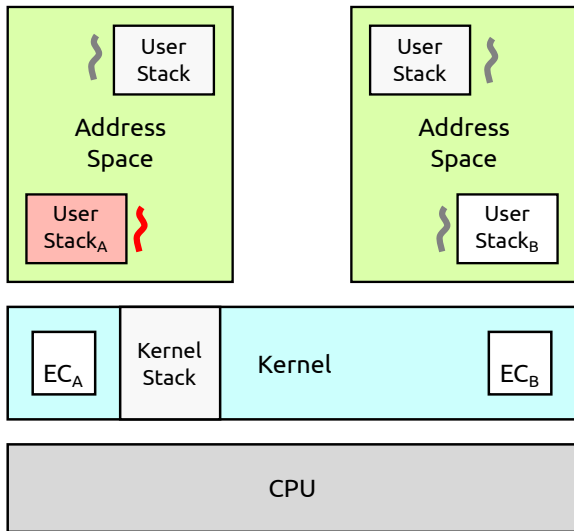 User
Stack
User
Stack
Address
Space
Address
Space
User
StackA
User
StackB
ECA
Kernel
Stack
Kernel
ECB
CPU